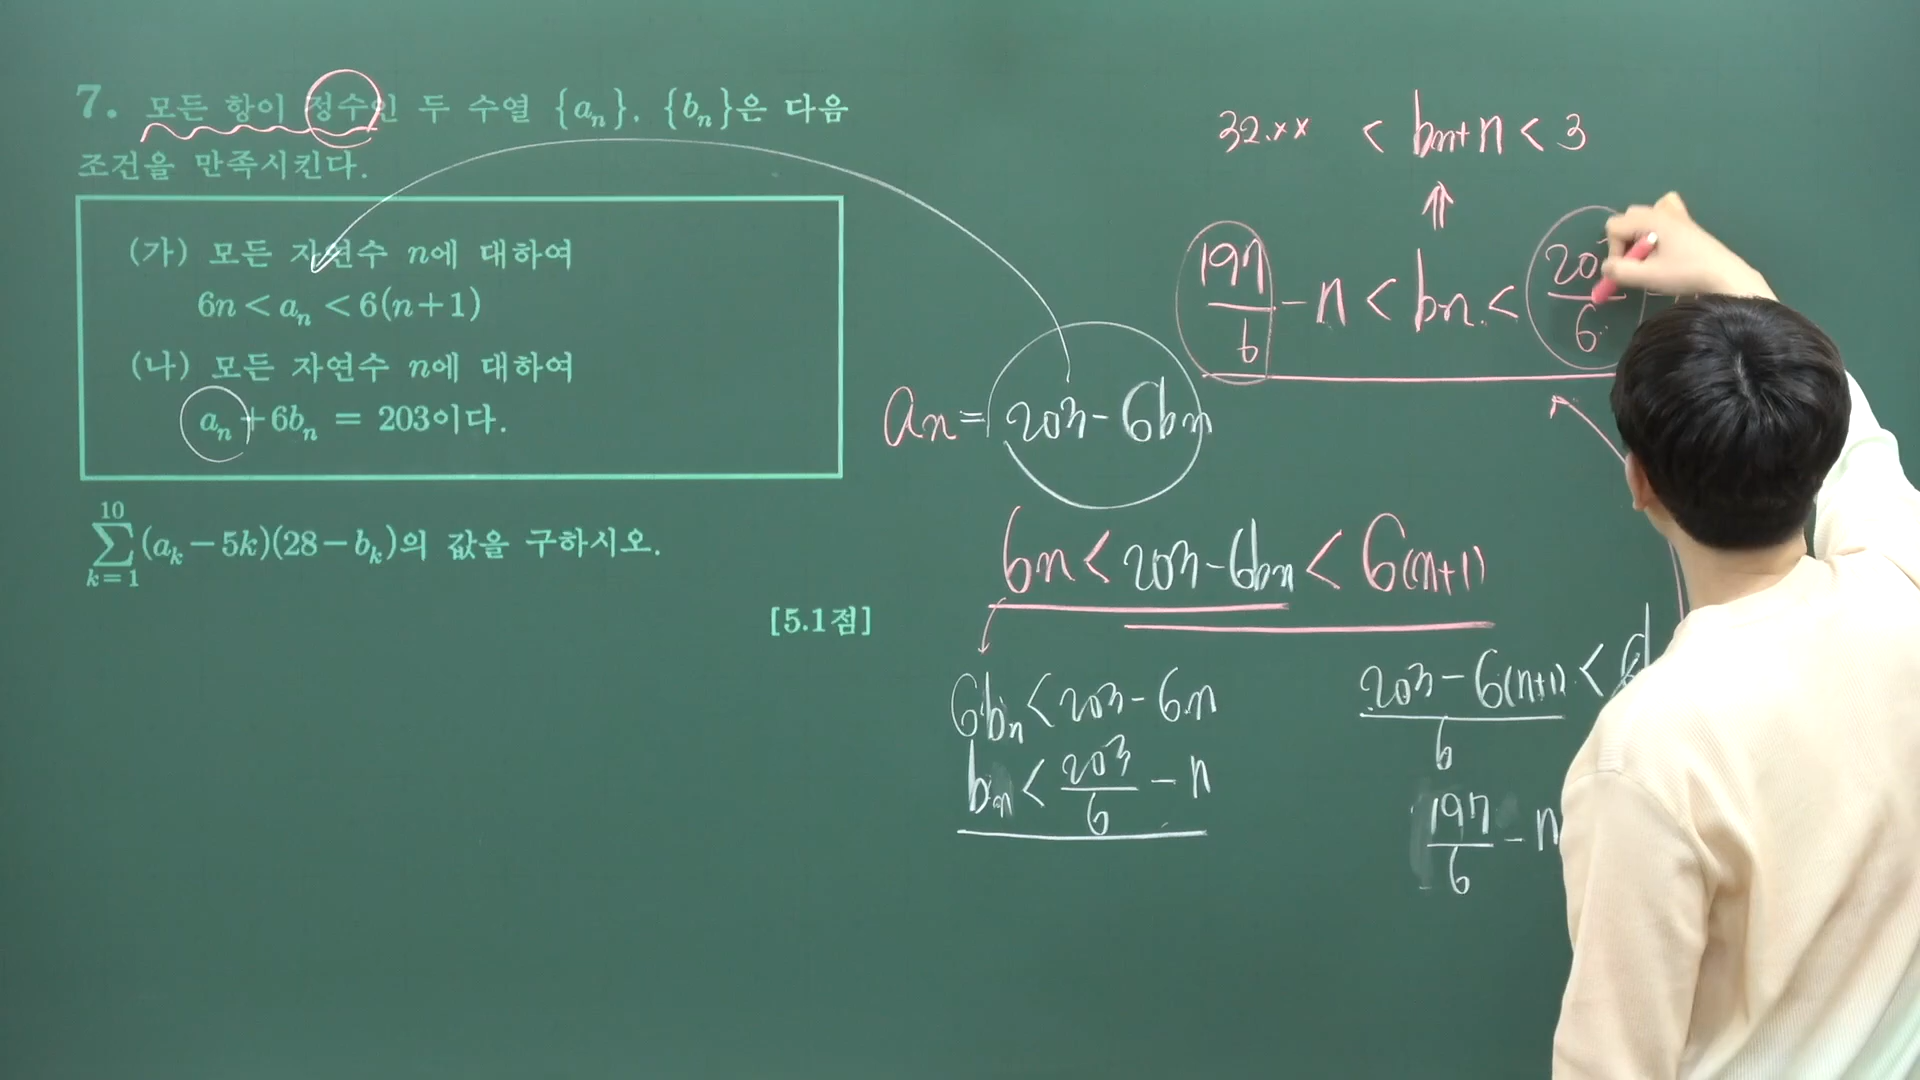 7. 모든 항이 정수인 두 수열 {aₙ}, {bₙ}은 다음
조건을 만족시킨다.
(가) 모든 자연수 n에 대하여
6n < aₙ < 6(n+1)
(나) 모든 자연수 n에 대하여
aₙ + 6bₙ = 203이다.
∑_{k=1}^{10} (aₖ − 5k)(28 − bₖ)의 값을 구하시오.
[5.1점]
32.×× < bₙ + n < 3
197/6 − n < bₙ <
aₙ = 203 − 6bₙ
6n < 203 − 6bₙ < 6(n+1)
6bₙ < 203 − 6n
bₙ < 203/6 − n
(203 − 6(n+1))/6 <
197/6 − n